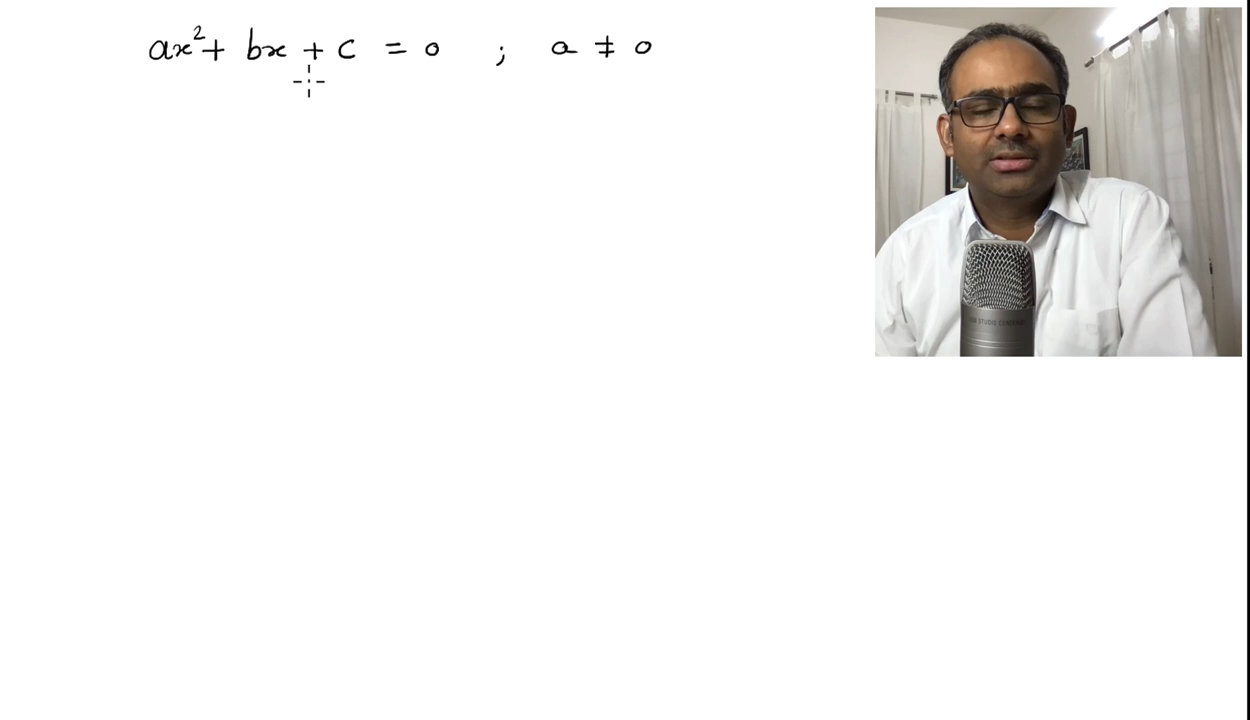 ax² + bx + c = 0 ; a ≠ 0